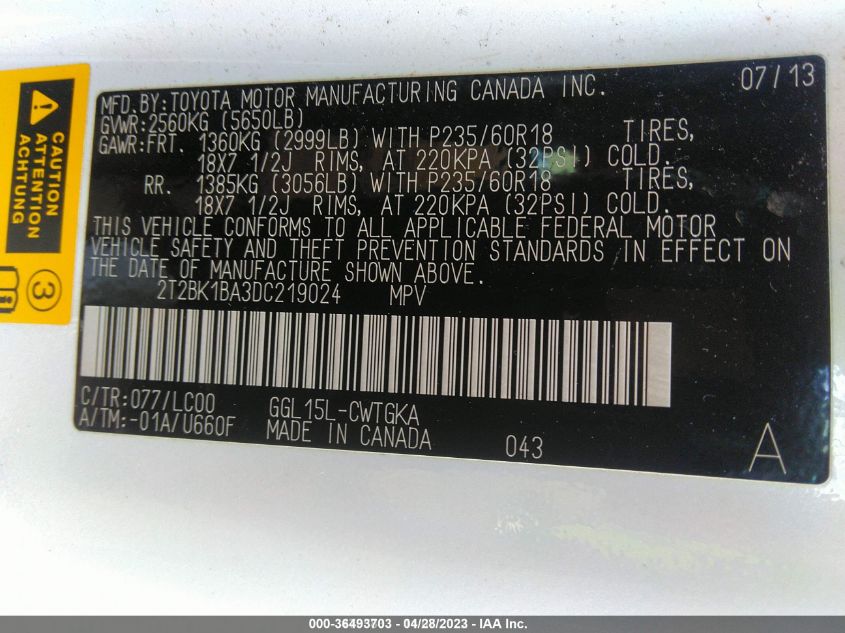 MFD.BY:TOYOTA MOTOR MANUFACTURING CANADA INC. 07/13
GVWR:2560KG (5650LB)
GAWR:FRT. 1360KG (2999LB) WITH P235/60R18 TIRES,
18X7 1/2J RIMS, AT 220KPA (32PSI) COLD.
RR. 1385KG (3056LB) WITH P235/60R18 TIRES,
18X7 1/2J RIMS, AT 220KPA (32PSI) COLD.
THIS VEHICLE CONFORMS TO ALL APPLICABLE FEDERAL MOTOR
VEHICLE SAFETY AND THEFT PREVENTION STANDARDS IN EFFECT ON
THE DATE OF MANUFACTURE SHOWN ABOVE.
2T2BK1BA3DC219024 MPV
C/TR:077/LC00 GGL15L-CWTGKA
A/TM:-01A/U660F MADE IN CANADA 043 A
CAUTION
ATTENTION
3
000-36493703 - 04/28/2023 - IAA Inc.